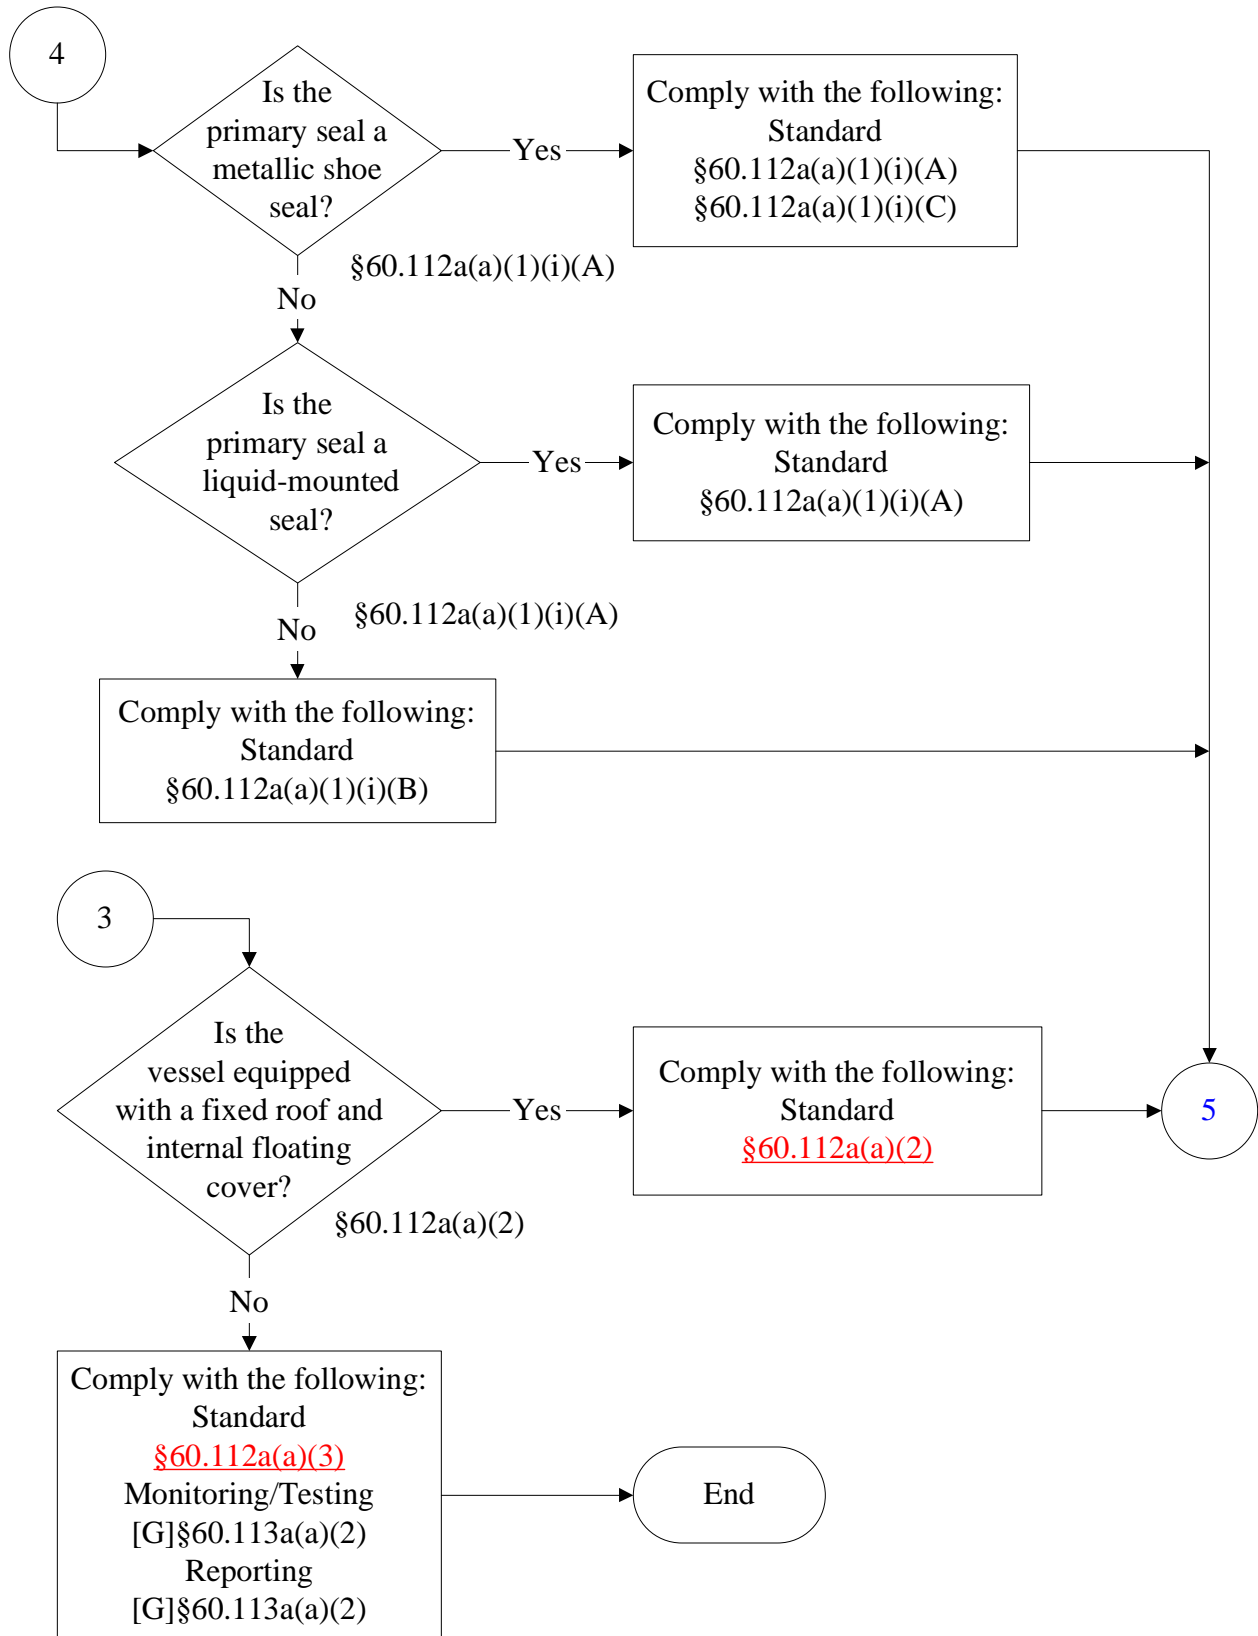 4
Is the
primary seal a
metallic shoe
seal?
Yes
Comply with the following:
Standard
§60.112a(a)(1)(i)(A)
§60.112a(a)(1)(i)(C)
§60.112a(a)(1)(i)(A)
No
Is the
primary seal a
liquid-mounted
seal?
Yes
Comply with the following:
Standard
§60.112a(a)(1)(i)(A)
§60.112a(a)(1)(i)(A)
No
Comply with the following:
Standard
§60.112a(a)(1)(i)(B)
3
Is the
vessel equipped
with a fixed roof and
internal floating
cover?
Yes
Comply with the following:
Standard
§60.112a(a)(2)
5
§60.112a(a)(2)
No
Comply with the following:
Standard
§60.112a(a)(3)
Monitoring/Testing
[G]§60.113a(a)(2)
Reporting
[G]§60.113a(a)(2)
End